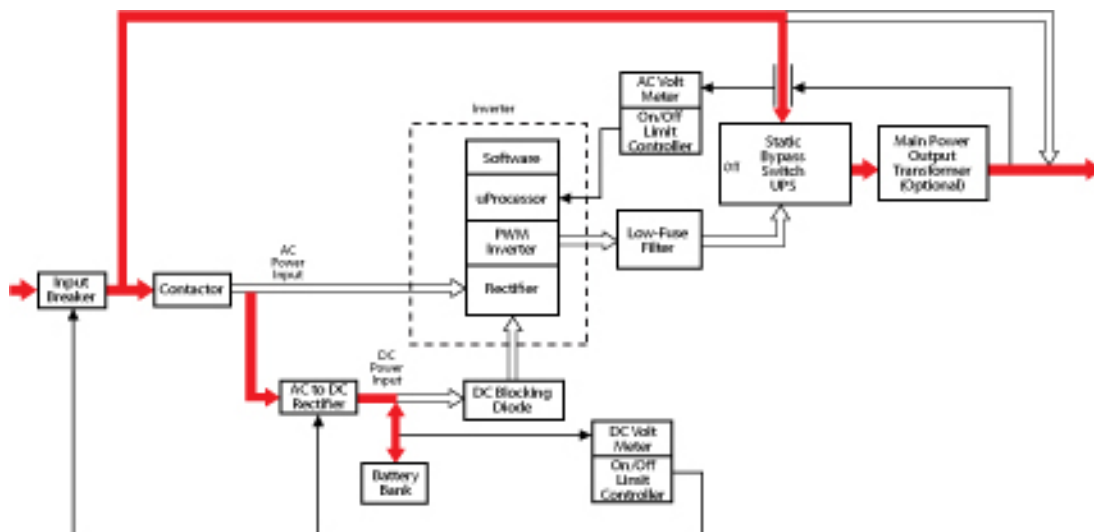 AC Volt
Meter
On/Off
Limit
Controller
Inverter
Software
uProcessor
PWM
Inverter
Rectifier
Off
Static
Bypass
Switch
UPS
Main Power
Output
Transformer
(Optional)
Low-Fuse
Filter
AC
Power
Input
Input
Breaker
Contactor
DC
Power
Input
AC to DC
Rectifier
DC Blocking
Diode
DC Volt
Meter
On/Off
Limit
Controller
Battery
Bank